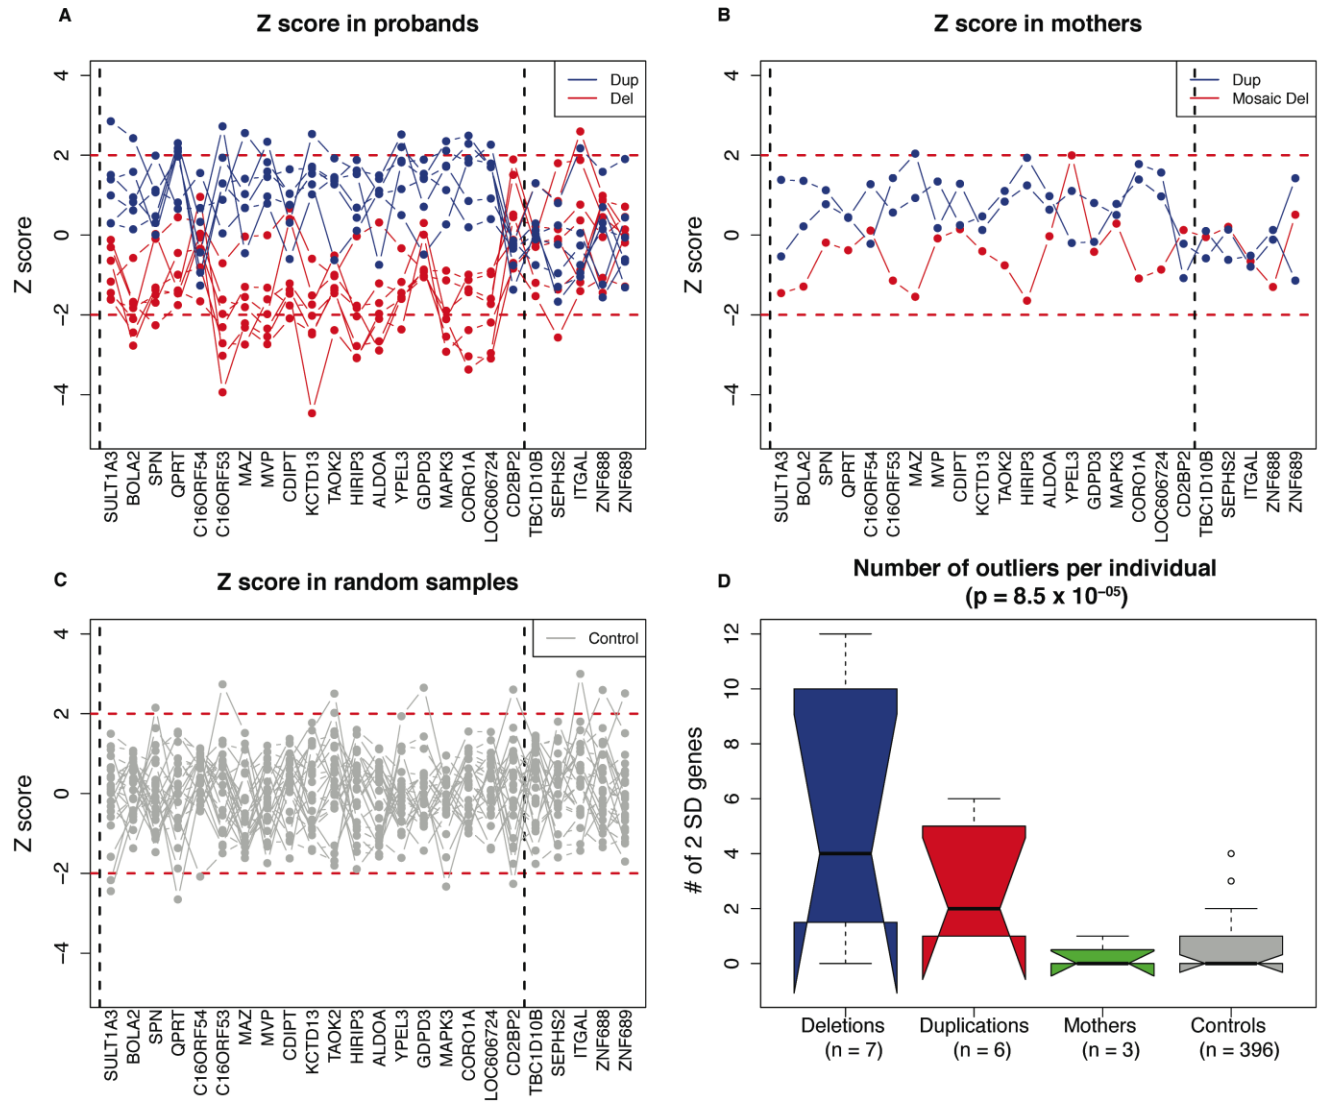 A
Z score in probands
Z score
4
2
0
−2
−4
Dup
Del
SULT1A3
BOLA2
SPN
QPRT
C16ORF54
C16ORF53
MAZ
MVP
CDIPT
KCTD13
TAOK2
HIRIP3
ALDOA
YPEL3
GDPD3
MAPK3
CORO1A
LOC606724
CD2BP2
TBC1D10B
SEPHS2
ITGAL
ZNF688
ZNF689
B
Z score in mothers
Z score
4
2
0
−2
−4
Dup
Mosaic Del
SULT1A3
BOLA2
SPN
QPRT
C16ORF54
C16ORF53
MAZ
MVP
CDIPT
KCTD13
TAOK2
HIRIP3
ALDOA
YPEL3
GDPD3
MAPK3
CORO1A
LOC606724
CD2BP2
TBC1D10B
SEPHS2
ITGAL
ZNF688
ZNF689
C
Z score in random samples
Z score
4
2
0
−2
−4
Control
SULT1A3
BOLA2
SPN
QPRT
C16ORF54
C16ORF53
MAZ
MVP
CDIPT
KCTD13
TAOK2
HIRIP3
ALDOA
YPEL3
GDPD3
MAPK3
CORO1A
LOC606724
CD2BP2
TBC1D10B
SEPHS2
ITGAL
ZNF688
ZNF689
D
Number of outliers per individual
(p = 8.5 x 10⁻⁰⁵)
# of 2 SD genes
12
10
8
6
4
2
0
Deletions
(n = 7)
Duplications
(n = 6)
Mothers
(n = 3)
Controls
(n = 396)